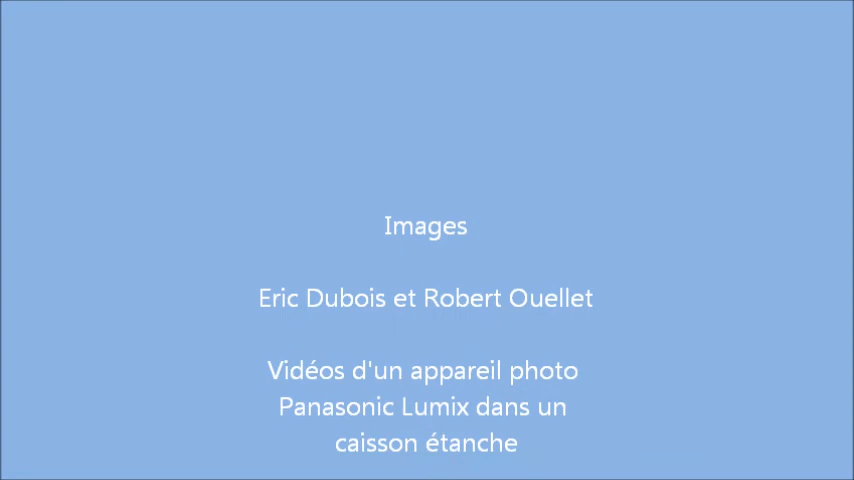 Images
Eric Dubois et Robert Ouellet
Vidéos d'un appareil photo
Panasonic Lumix dans un
caisson étanche